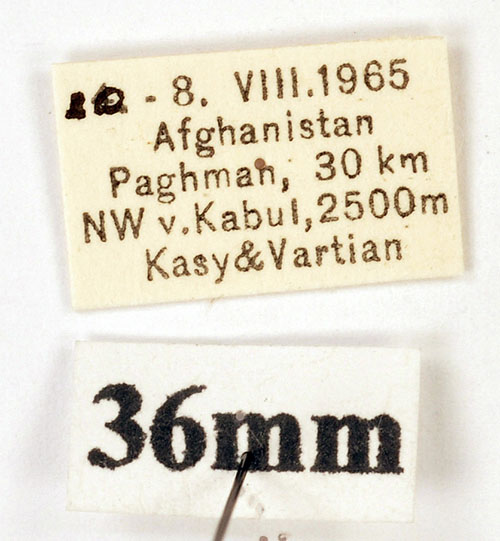 - 8. VIII.1965
Afghanistan
Paghman, 30 km
NW v.Kabul,2500m
Kasy&Vartian
36mm